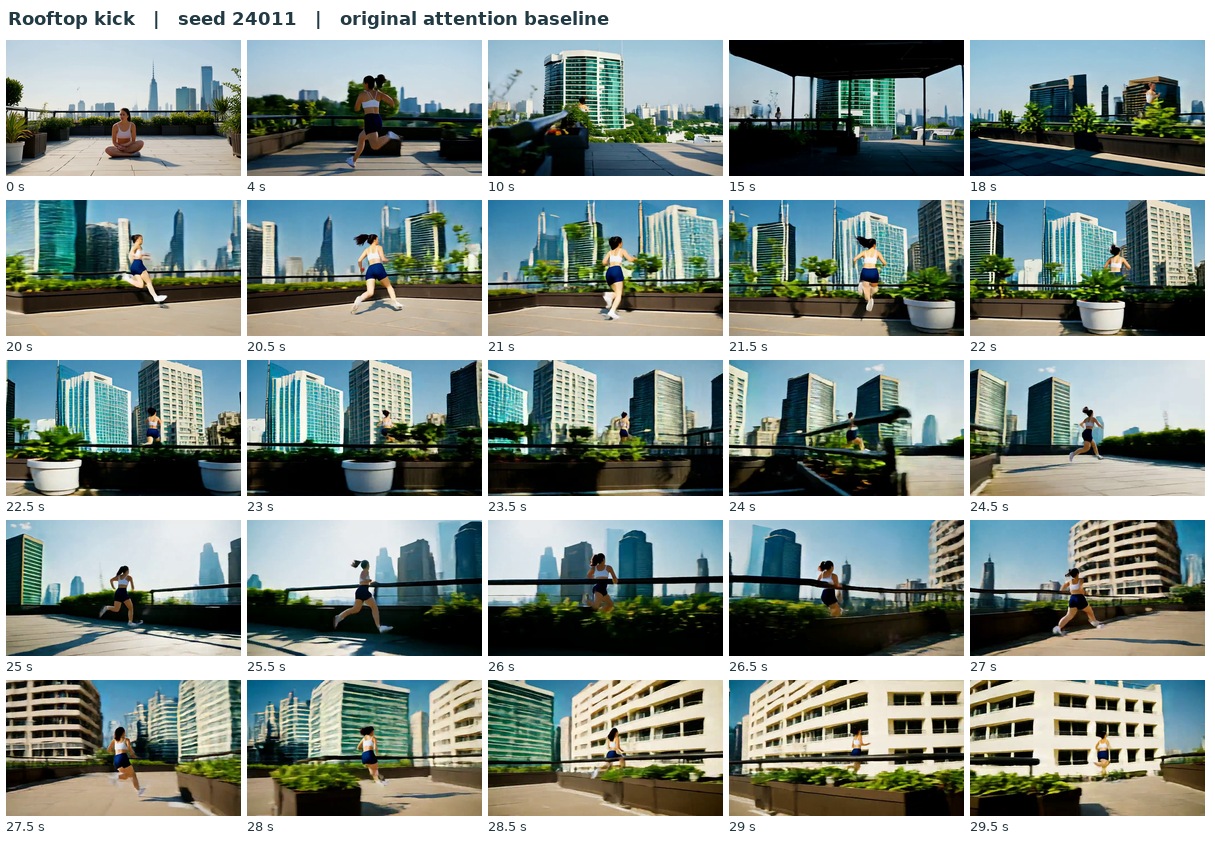 Rooftop kick | seed 24011 | original attention baseline
0 s
4 s
10 s
15 s
18 s
20 s
20.5 s
21 s
21.5 s
22 s
22.5 s
23 s
23.5 s
24 s
24.5 s
25 s
25.5 s
26 s
26.5 s
27 s
27.5 s
28 s
28.5 s
29 s
29.5 s